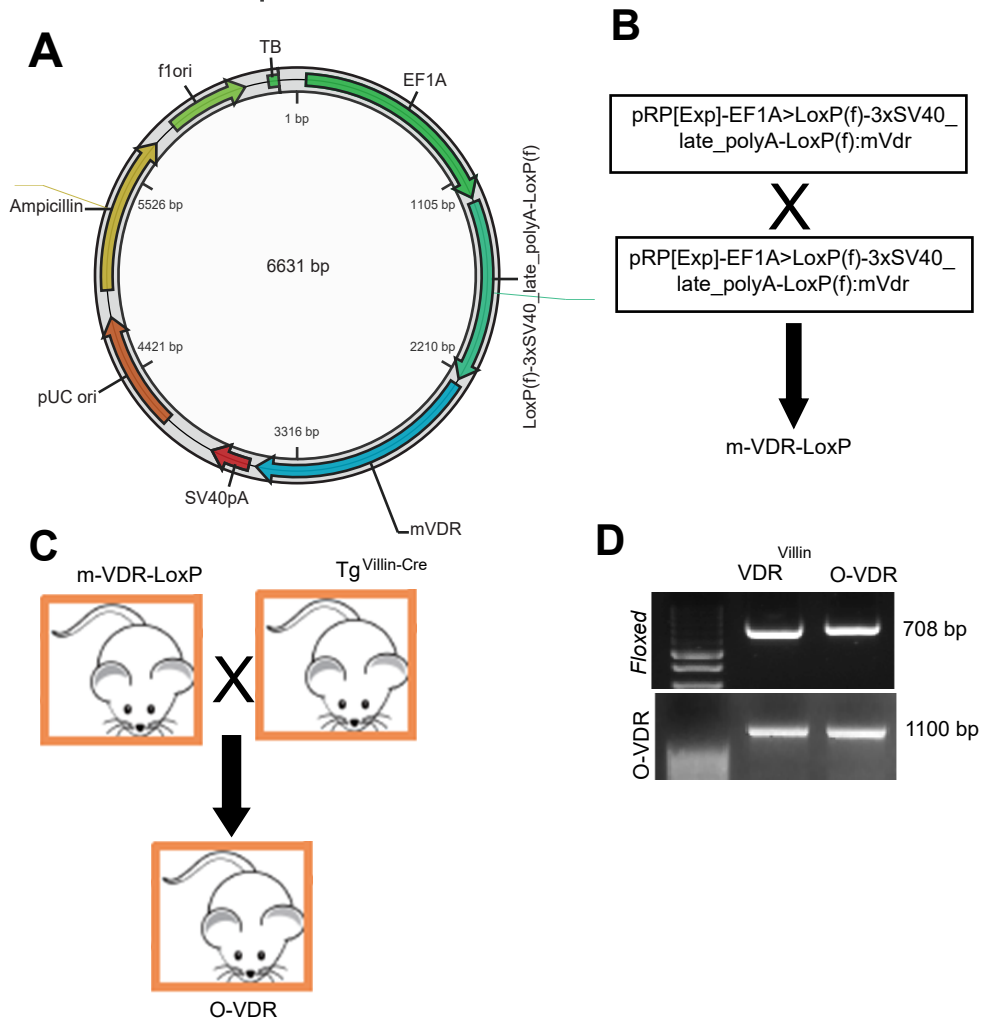 A
TB
f1ori
EF1A
1 bp
Ampicillin
5526 bp
1105 bp
6631 bp
LoxP(f)-3xSV40_late_polyA-LoxP(f)
4421 bp
2210 bp
pUC ori
3316 bp
SV40pA
mVDR
B
pRP[Exp]-EF1A>LoxP(f)-3xSV40_
late_polyA-LoxP(f):mVdr
X
pRP[Exp]-EF1A>LoxP(f)-3xSV40_
late_polyA-LoxP(f):mVdr
m-VDR-LoxP
C
m-VDR-LoxP
Tg Villin-Cre
X
O-VDR
D
VDR Villin
O-VDR
Floxed
708 bp
O-VDR
1100 bp